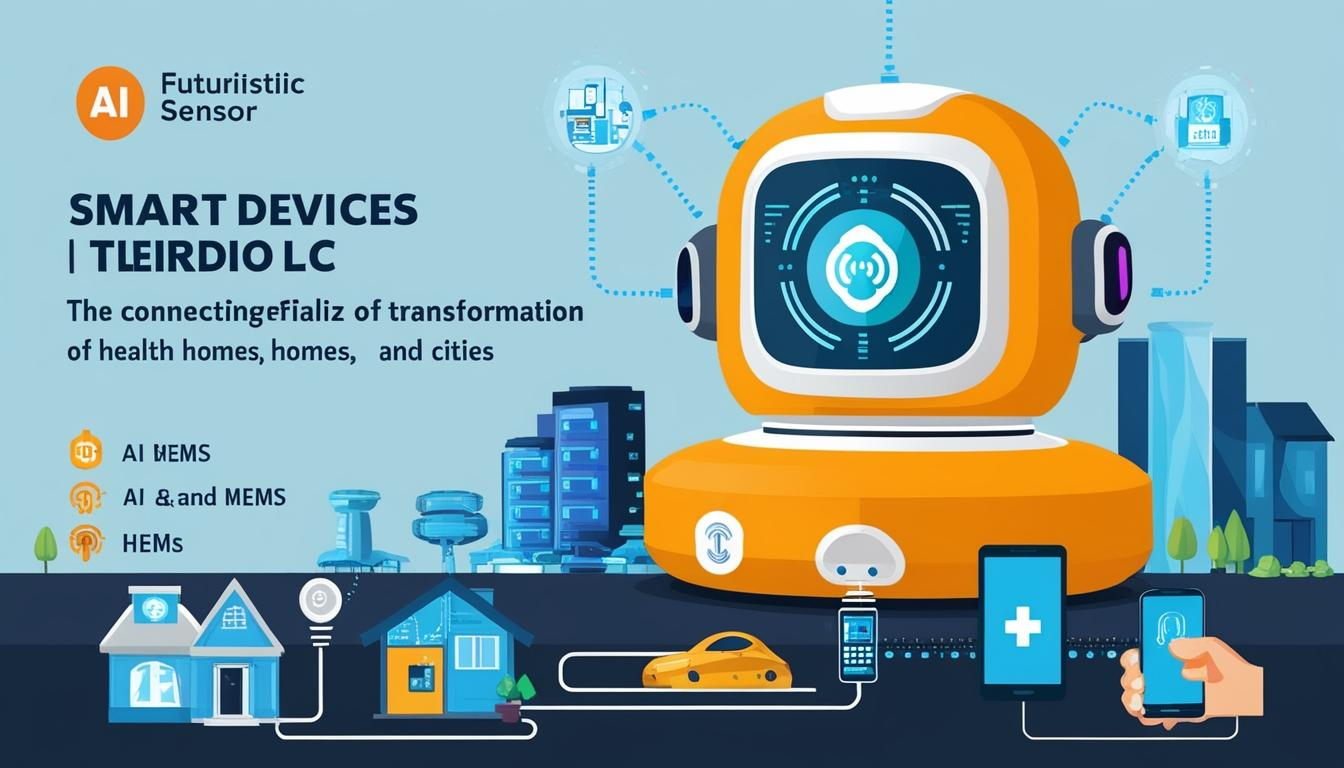 AI
Futuriistlic
Sensor
SMART DEVICES
| TLEIRDIO LC
The connectingefializ of transformation
of health homes, homes, and cities
AI MEMS
AI & and MEMS
HEMs